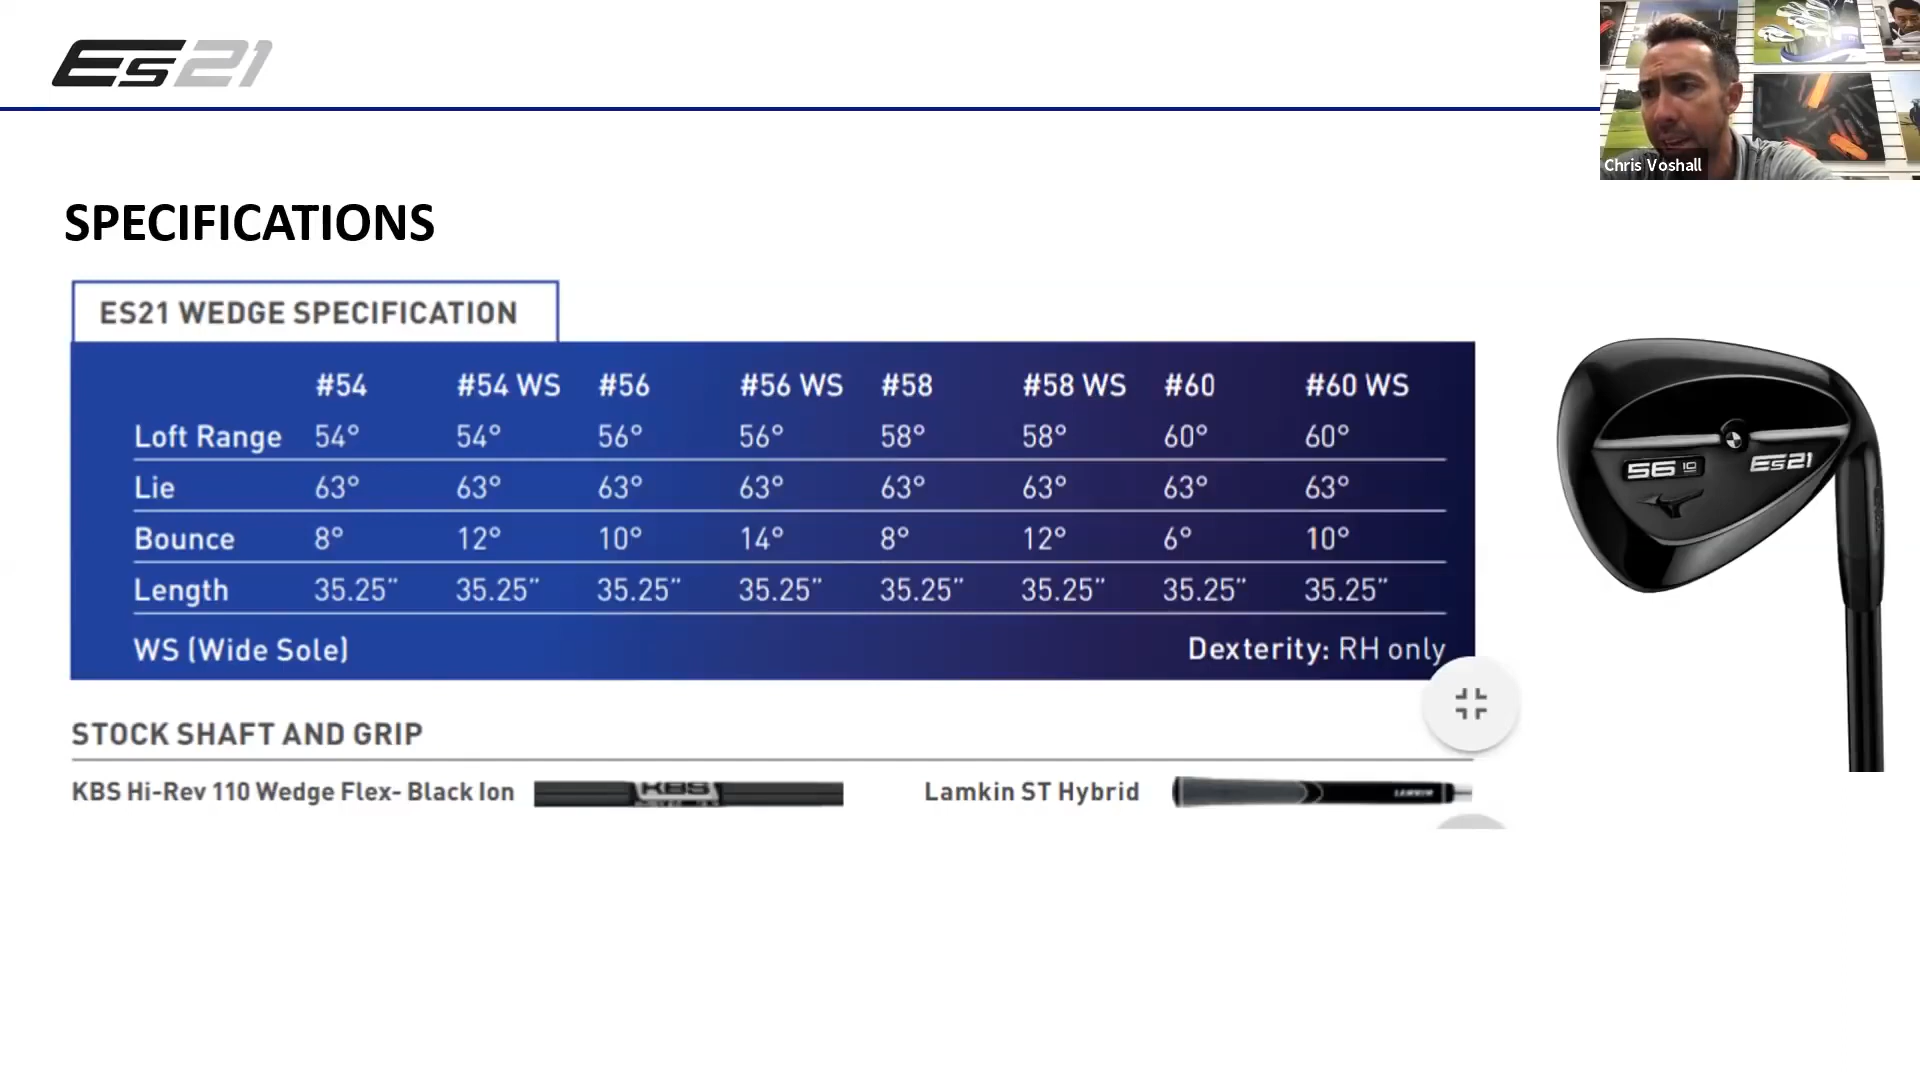 Es21
Chris Voshall
SPECIFICATIONS
ES21 WEDGE SPECIFICATION
#54 #54 WS #56 #56 WS #58 #58 WS #60 #60 WS
Loft Range 54° 54° 56° 56° 58° 58° 60° 60°
Lie 63° 63° 63° 63° 63° 63° 63° 63°
Bounce 8° 12° 10° 14° 8° 12° 6° 10°
Length 35.25” 35.25” 35.25” 35.25” 35.25” 35.25” 35.25” 35.25”
WS (Wide Sole) Dexterity: RH only
56 10 Es21
STOCK SHAFT AND GRIP
KBS Hi-Rev 110 Wedge Flex- Black Ion KBS Lamkin ST Hybrid LAMKIN